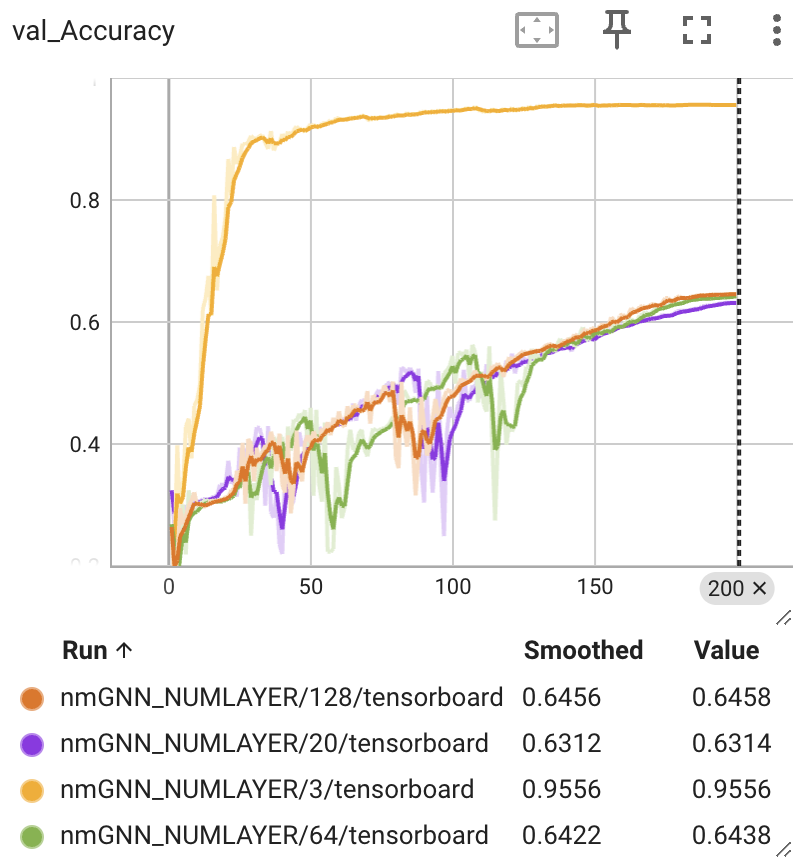 val_Accuracy
0.8
0.6
0.4
0 50 100 150 200 ×
Run ↑ Smoothed Value
nmGNN_NUMLAYER/128/tensorboard 0.6456 0.6458
nmGNN_NUMLAYER/20/tensorboard 0.6312 0.6314
nmGNN_NUMLAYER/3/tensorboard 0.9556 0.9556
nmGNN_NUMLAYER/64/tensorboard 0.6422 0.6438